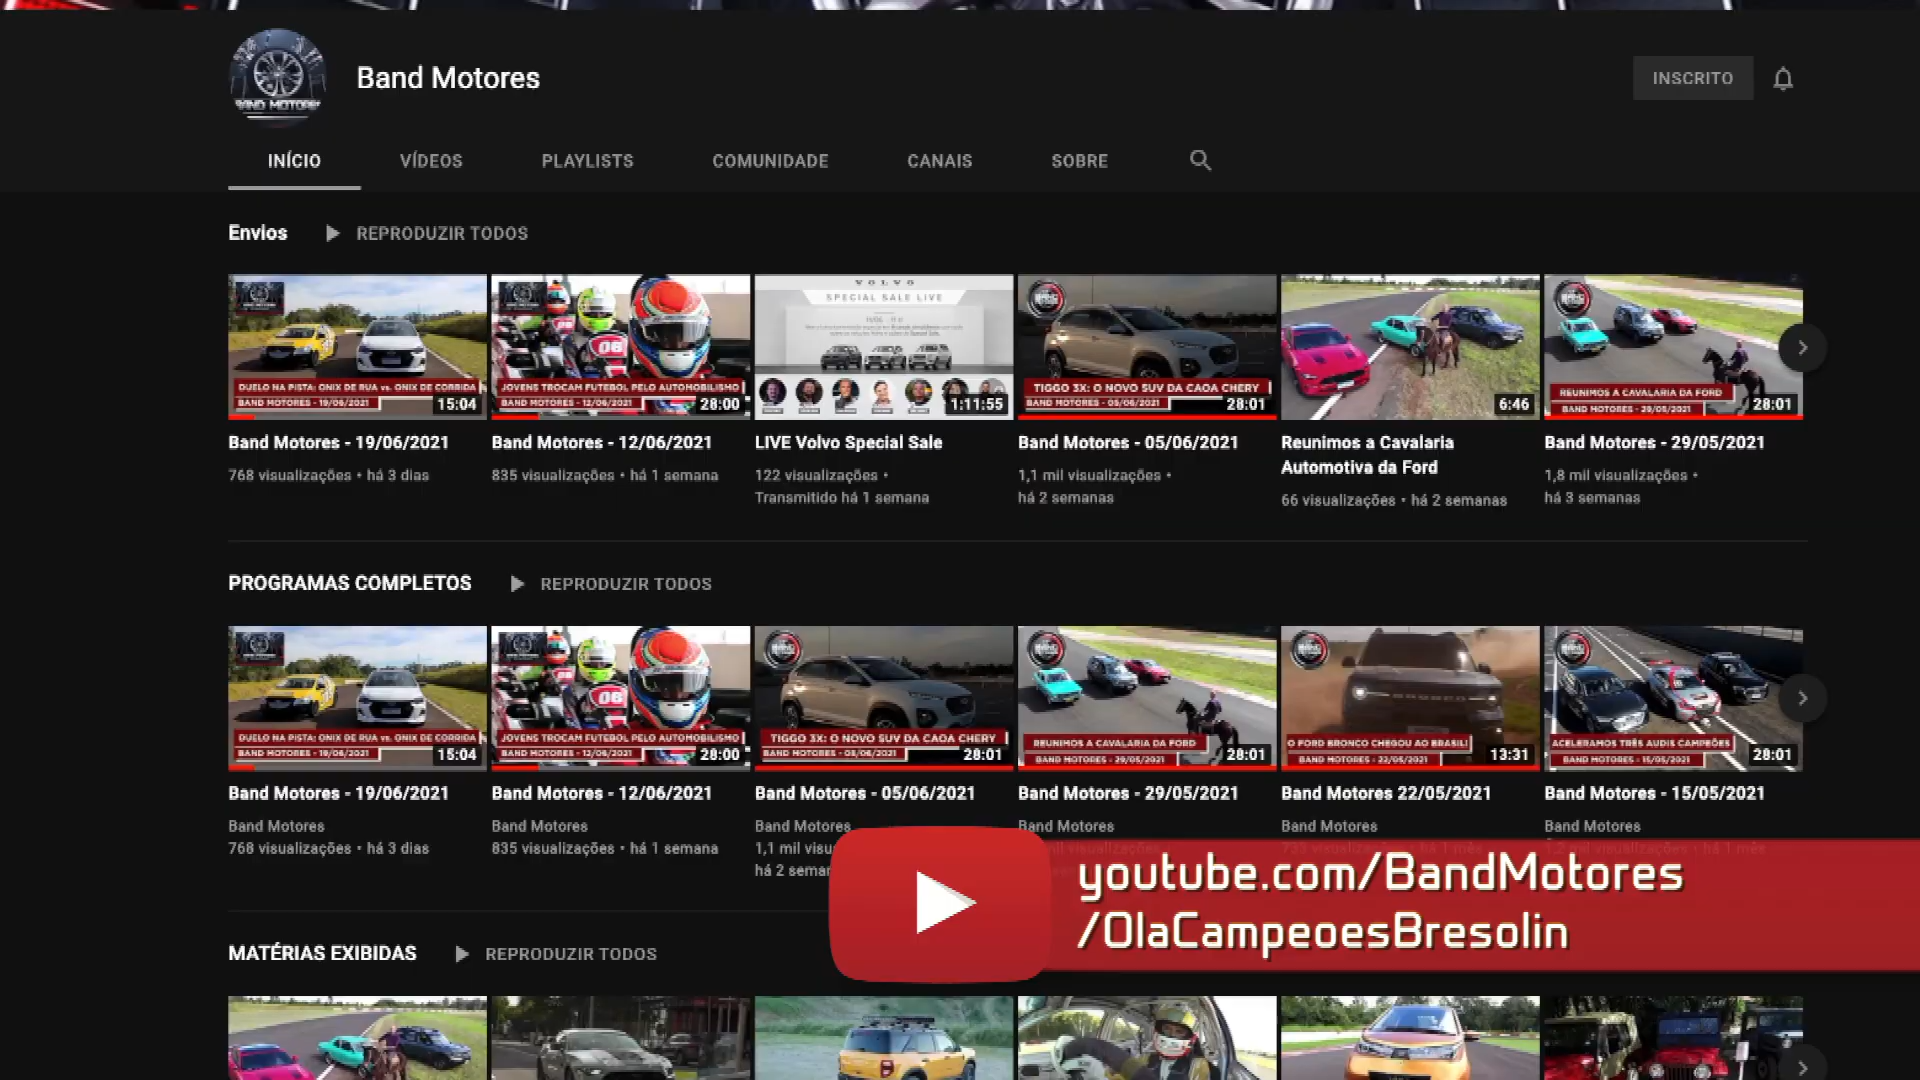 Band Motores
INSCRITO
INÍCIO
VÍDEOS
PLAYLISTS
COMUNIDADE
CANAIS
SOBRE
Envios
REPRODUZIR TODOS
DUELO NA PISTA: ONIX DE RUA vs. ONIX DE CORRIDA
BAND MOTORES - 19/06/2021
15:04
JOVENS TROCAM FUTEBOL PELO AUTOMOBILISMO
BAND MOTORES - 12/06/2021
28:00
VOLVO
SPECIAL SALE LIVE
1:11:55
TIGGO 3X: O NOVO SUV DA CAOA CHERY
BAND MOTORES - 05/06/2021
28:01
6:46
REUNIMOS A CAVALARIA DA FORD
BAND MOTORES - 29/05/2021
28:01
Band Motores - 19/06/2021
768 visualizações • há 3 dias
Band Motores - 12/06/2021
835 visualizações • há 1 semana
LIVE Volvo Special Sale
122 visualizações •
Transmitido há 1 semana
Band Motores - 05/06/2021
1,1 mil visualizações •
há 2 semanas
Reunimos a Cavalaria
Automotiva da Ford
66 visualizações • há 2 semanas
Band Motores - 29/05/2021
1,8 mil visualizações •
há 3 semanas
PROGRAMAS COMPLETOS
REPRODUZIR TODOS
DUELO NA PISTA: ONIX DE RUA vs. ONIX DE CORRIDA
BAND MOTORES - 19/06/2021
15:04
JOVENS TROCAM FUTEBOL PELO AUTOMOBILISMO
BAND MOTORES - 12/06/2021
28:00
TIGGO 3X: O NOVO SUV DA CAOA CHERY
BAND MOTORES - 05/06/2021
28:01
REUNIMOS A CAVALARIA DA FORD
BAND MOTORES - 29/05/2021
28:01
BRONCO
O FORD BRONCO CHEGOU AO BRASIL!
BAND MOTORES - 22/05/2021
13:31
ACELERAMOS TRÊS AUDIS CAMPEÕES
BAND MOTORES - 15/05/2021
28:01
Band Motores - 19/06/2021
Band Motores
768 visualizações • há 3 dias
Band Motores - 12/06/2021
Band Motores
835 visualizações • há 1 semana
Band Motores - 05/06/2021
Band Motores
1,1 mil visu
há 2 semar
Band Motores - 29/05/2021
Band Motores
Band Motores 22/05/2021
Band Motores
Band Motores - 15/05/2021
Band Motores
youtube.com/BandMotores
/OlaCampeoesBresolin
MATÉRIAS EXIBIDAS
REPRODUZIR TODOS